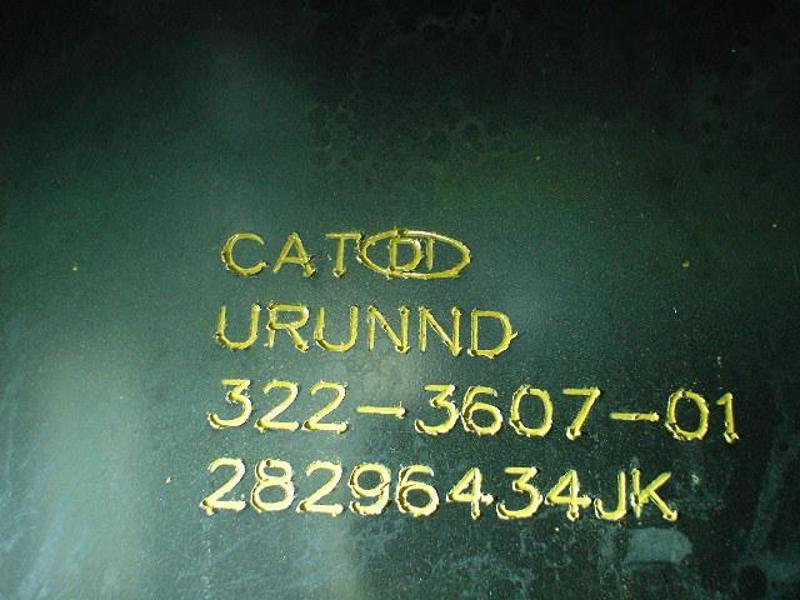 CAT DI
URUNND
322-3607-01
28296434JK